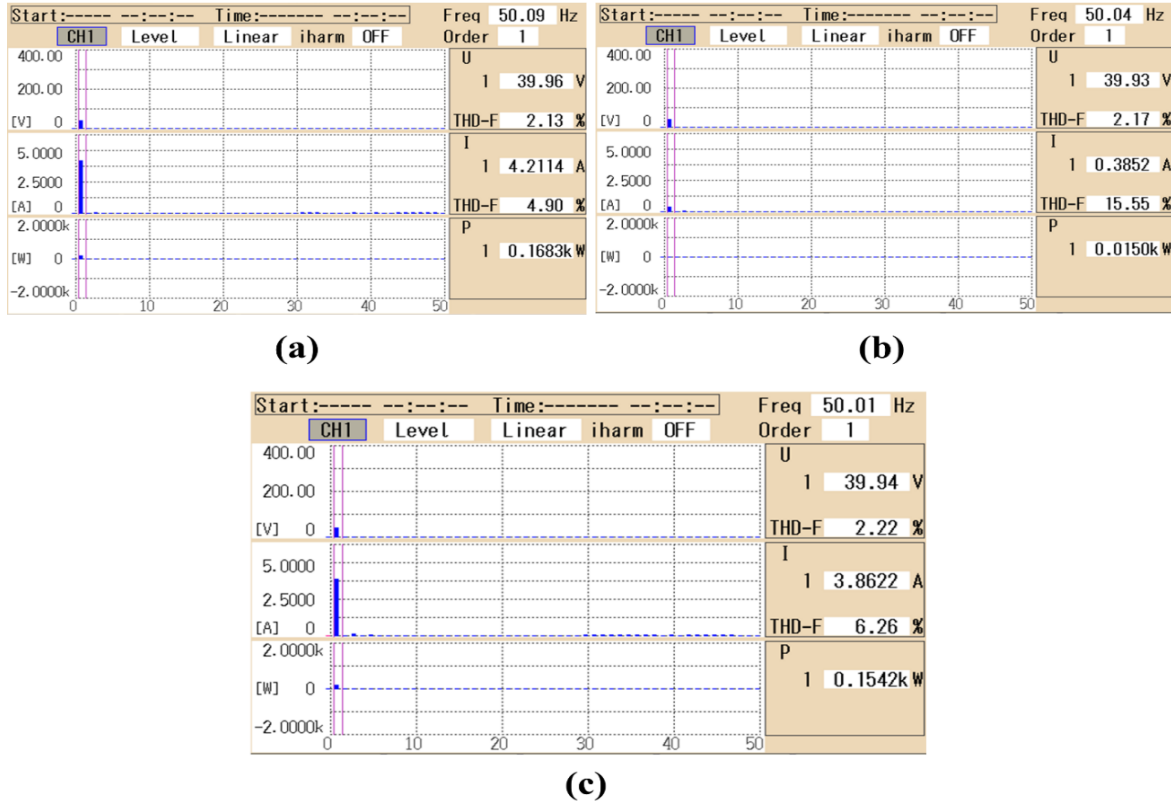 Start:----- --:--:-- Time:------- --:--:-- Freq 50.09 Hz
CH1 Level Linear iharm OFF Order 1
400.00
200.00
[V] 0
U
1 39.96 V
THD-F 2.13 %
5.0000
2.5000
[A] 0
I
1 4.2114 A
THD-F 4.90 %
2.0000k
[W] 0
-2.0000k
P
1 0.1683k W
0 10 20 30 40 50
(a)
Start:----- --:--:-- Time:------- --:--:-- Freq 50.04 Hz
CH1 Level Linear iharm OFF Order 1
400.00
200.00
[V] 0
U
1 39.93 V
THD-F 2.17 %
5.0000
2.5000
[A] 0
I
1 0.3852 A
THD-F 15.55 %
2.0000k
[W] 0
-2.0000k
P
1 0.0150k W
0 10 20 30 40 50
(b)
Start:----- --:--:-- Time:------- --:--:-- Freq 50.01 Hz
CH1 Level Linear iharm OFF Order 1
400.00
200.00
[V] 0
U
1 39.94 V
THD-F 2.22 %
5.0000
2.5000
[A] 0
I
1 3.8622 A
THD-F 6.26 %
2.0000k
[W] 0
-2.0000k
P
1 0.1542k W
0 10 20 30 40 50
(c)